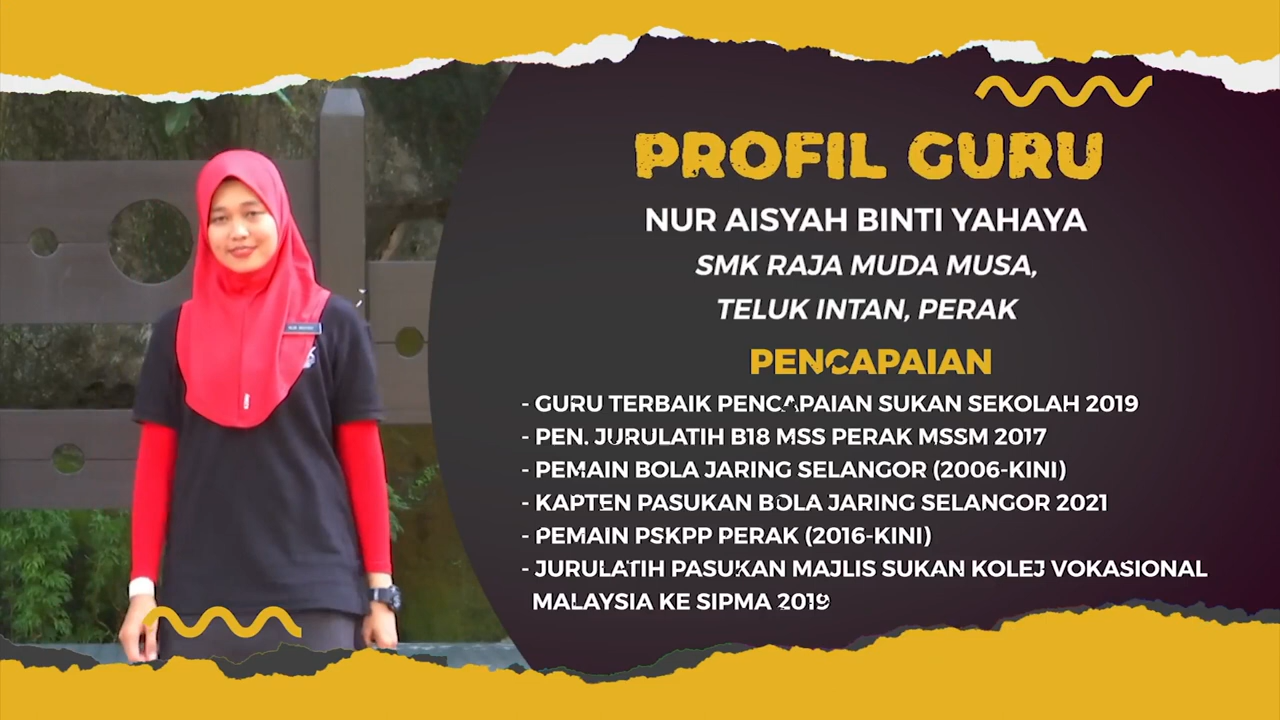 PROFIL GURU
NUR AISYAH BINTI YAHAYA
SMK RAJA MUDA MUSA,
TELUK INTAN, PERAK
PENCAPAIAN
- GURU TERBAIK PENCAPAIAN SUKAN SEKOLAH 2019
- PEN. JURULATIH B18 MSS PERAK MSSM 2017
- PEMAIN BOLA JARING SELANGOR (2006-KINI)
- KAPTEN PASUKAN BOLA JARING SELANGOR 2021
- PEMAIN PSKPP PERAK (2016-KINI)
- JURULATIH PASUKAN MAJLIS SUKAN KOLEJ VOKASIONAL
MALAYSIA KE SIPMA 2019